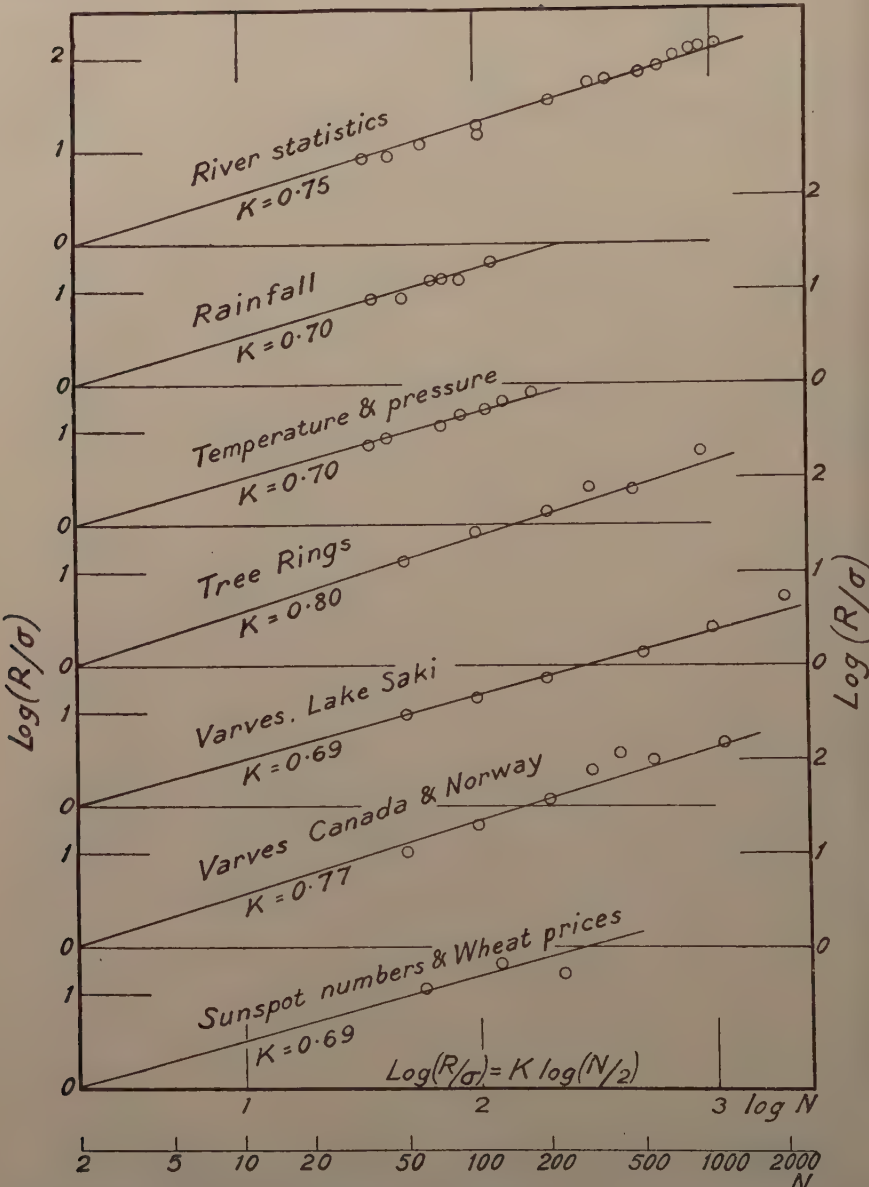 2
1
0
River statistics
K = 0.75
2
1
0
1
0
Rainfall
K = 0.70
1
0
Temperature & pressure
K = 0.70
2
1
0
1
0
Tree Rings
K = 0.80
Log(R/σ)
Log(R/σ)
1
0
Varves. Lake Saki
K = 0.69
2
1
0
1
0
Varves Canada & Norway
K = 0.77
1
0
Sunspot numbers & Wheat prices
K = 0.69
Log(R/σ) = K log(N/2)
1 2 3 log N
2 5 10 20 50 100 200 500 1000 2000
N